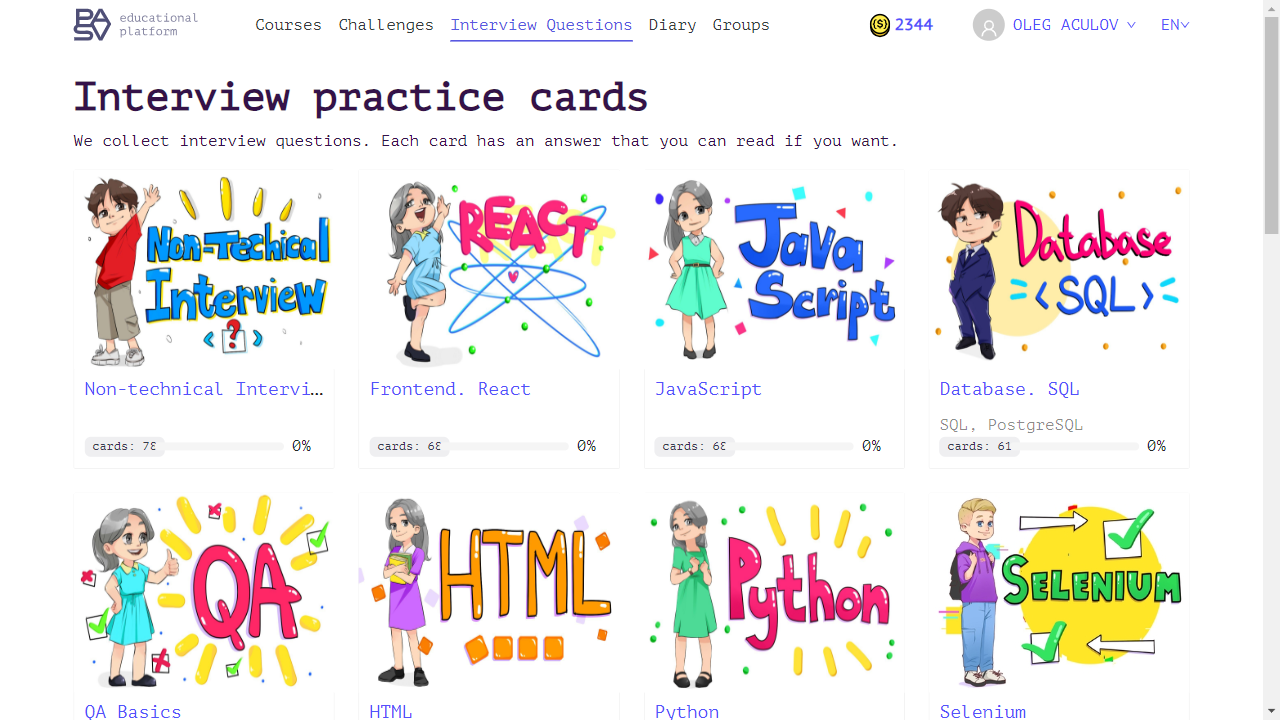 BASV educational
platform
Courses Challenges Interview Questions Diary Groups
2344
OLEG ACULOV
EN
Interview practice cards
We collect interview questions. Each card has an answer that you can read if you want.
Non-Techical
Interview
< ? >
Non-technical Intervi...
cards: 78
0%
REACT
Frontend. React
cards: 68
0%
Java
Script
JavaScript
cards: 68
0%
Database
<SQL>
Database. SQL
SQL, PostgreSQL
cards: 61
0%
QA
QA Basics
HTML
HTML
Python
Python
SELENIUM
Selenium